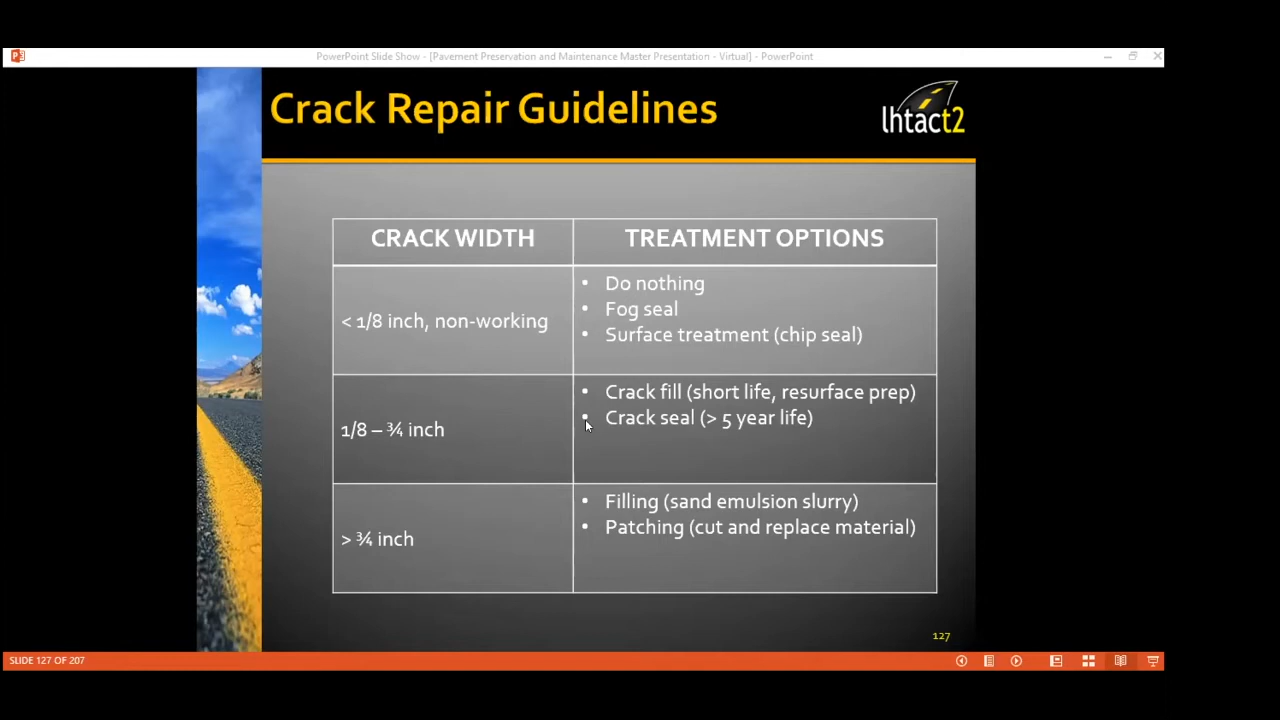 PowerPoint Slide Show - [Pavement Preservation and Maintenance Master Presentation - Virtual] - PowerPoint
Crack Repair Guidelines
lhtact2
CRACK WIDTH
TREATMENT OPTIONS
< 1/8 inch, non-working
• Do nothing
• Fog seal
• Surface treatment (chip seal)
1/8 – ¾ inch
• Crack fill (short life, resurface prep)
• Crack seal (> 5 year life)
> ¾ inch
• Filling (sand emulsion slurry)
• Patching (cut and replace material)
127
SLIDE 127 OF 207